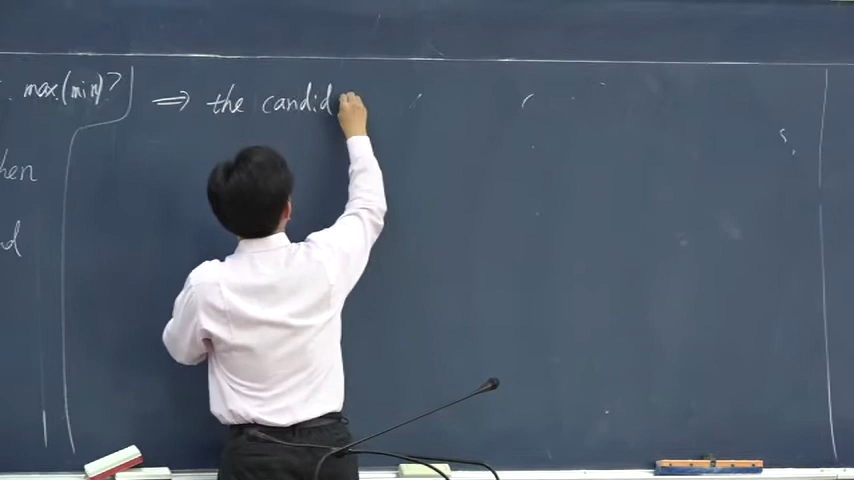 max(min)? ⇒ the candid
hen
d